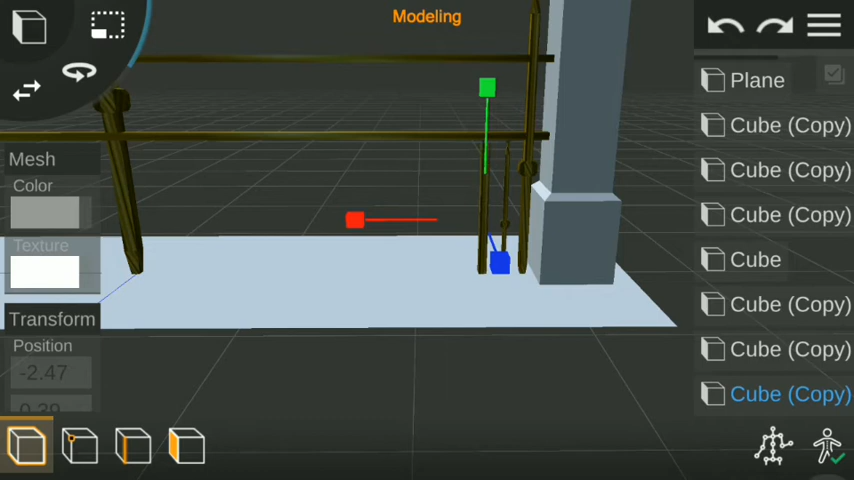 Modeling
Mesh
Color
Texture
Transform
Position
-2.47
Plane
Cube (Copy)
Cube (Copy)
Cube (Copy)
Cube
Cube (Copy)
Cube (Copy)
Cube (Copy)